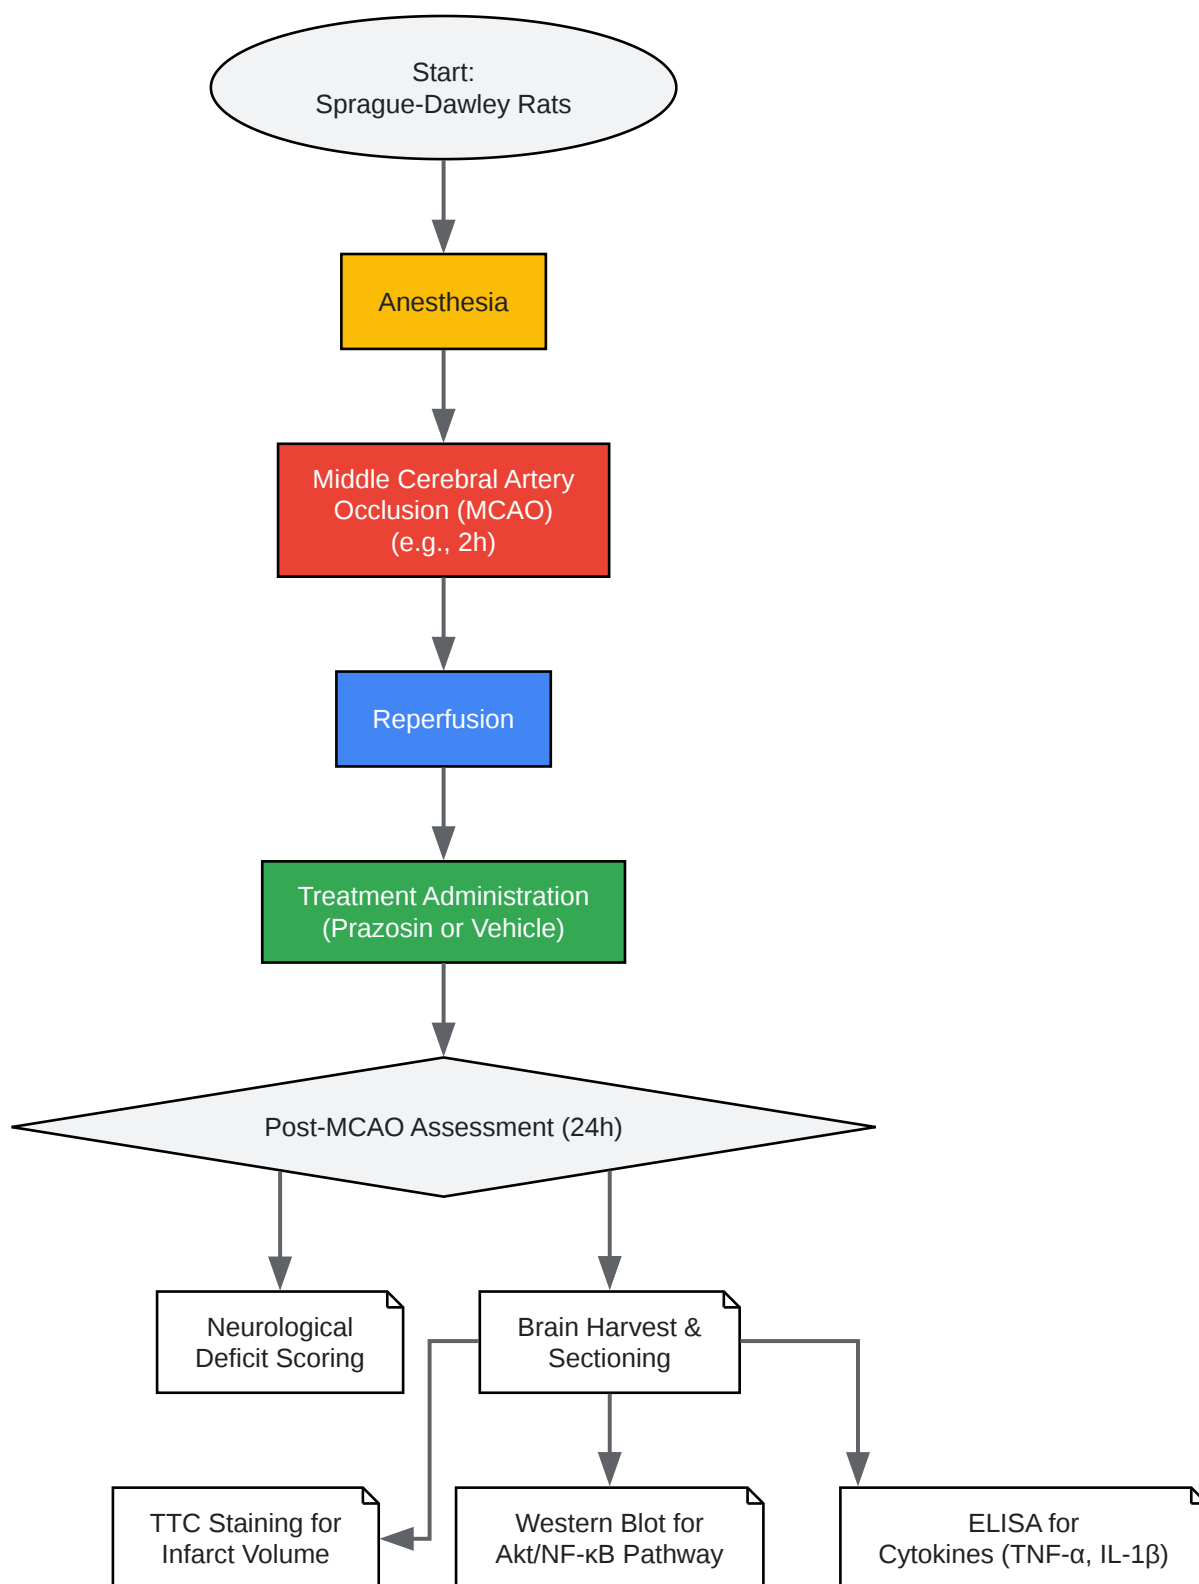 Start:
Sprague-Dawley Rats
Anesthesia
Middle Cerebral Artery
Occlusion (MCAO)
(e.g., 2h)
Reperfusion
Treatment Administration
(Prazosin or Vehicle)
Post-MCAO Assessment (24h)
Neurological
Deficit Scoring
Brain Harvest &
Sectioning
TTC Staining for
Infarct Volume
Western Blot for
Akt/NF-κB Pathway
ELISA for
Cytokines (TNF-α, IL-1β)